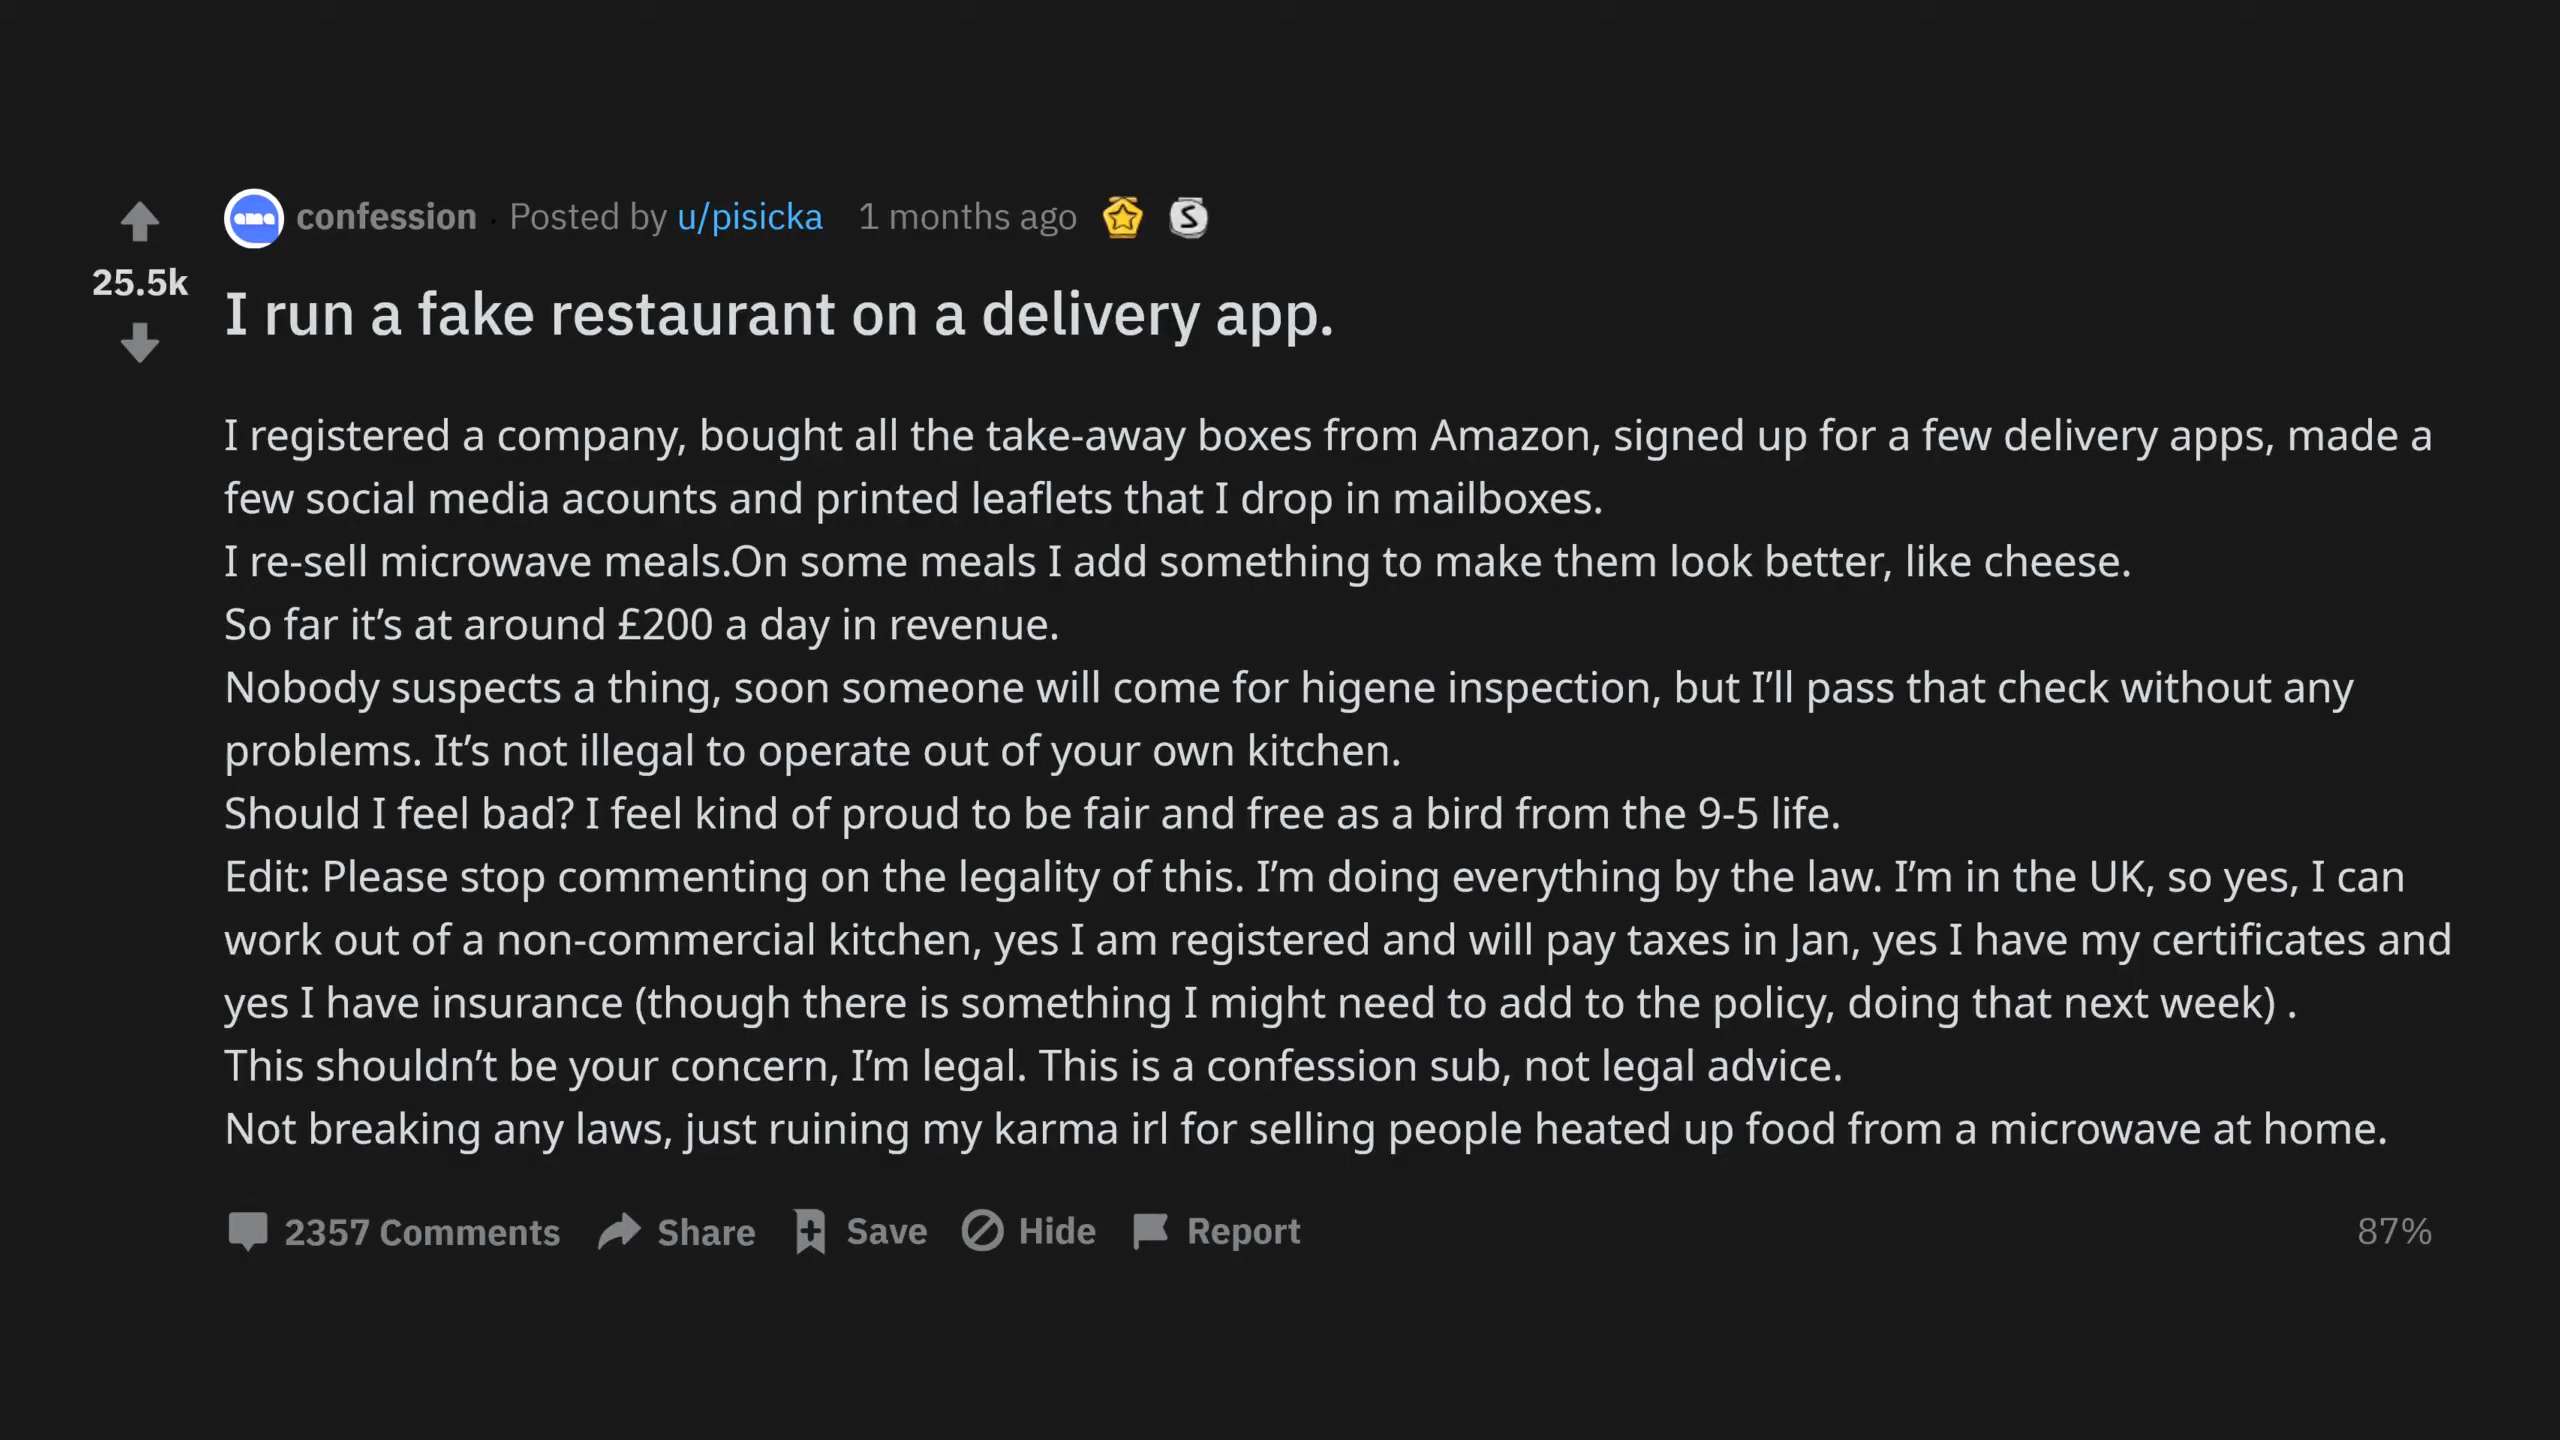 ama confession · Posted by u/pisicka 1 months ago S
25.5k
I run a fake restaurant on a delivery app.
I registered a company, bought all the take-away boxes from Amazon, signed up for a few delivery apps, made a
few social media acounts and printed leaflets that I drop in mailboxes.
I re-sell microwave meals.On some meals I add something to make them look better, like cheese.
So far it’s at around £200 a day in revenue.
Nobody suspects a thing, soon someone will come for higene inspection, but I’ll pass that check without any
problems. It’s not illegal to operate out of your own kitchen.
Should I feel bad? I feel kind of proud to be fair and free as a bird from the 9-5 life.
Edit: Please stop commenting on the legality of this. I’m doing everything by the law. I’m in the UK, so yes, I can
work out of a non-commercial kitchen, yes I am registered and will pay taxes in Jan, yes I have my certificates and
yes I have insurance (though there is something I might need to add to the policy, doing that next week) .
This shouldn’t be your concern, I’m legal. This is a confession sub, not legal advice.
Not breaking any laws, just ruining my karma irl for selling people heated up food from a microwave at home.
2357 Comments Share Save Hide Report 87%